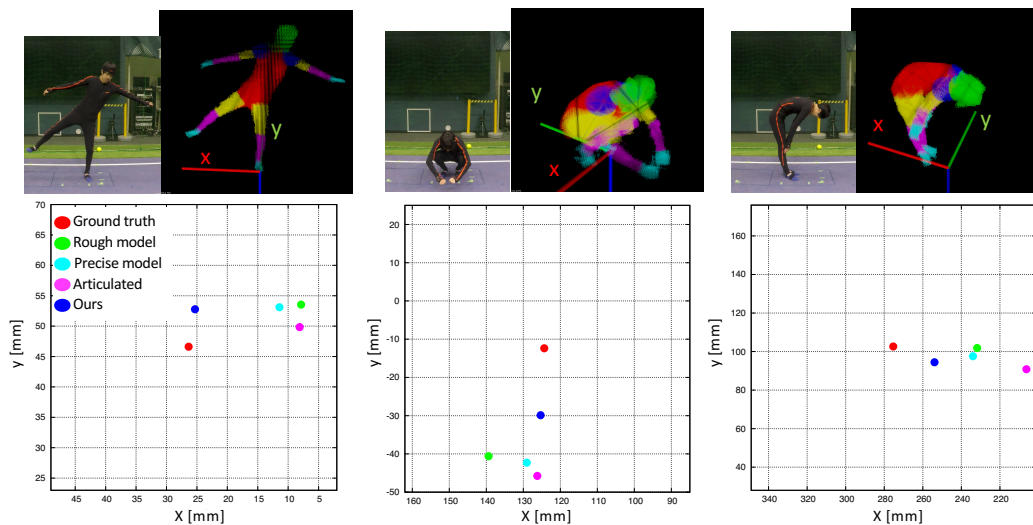 x
y
y
x
x
y
70
65
60
55
50
45
40
35
30
25
y [mm]
Ground truth
Rough model
Precise model
Articulated
Ours
45 40 35 30 25 20 15 10 5
X [mm]
20
10
0
-10
-20
-30
-40
-50
y [mm]
160 150 140 130 120 110 100 90
X [mm]
160
140
120
100
80
60
40
y [mm]
340 320 300 280 260 240 220
X [mm]